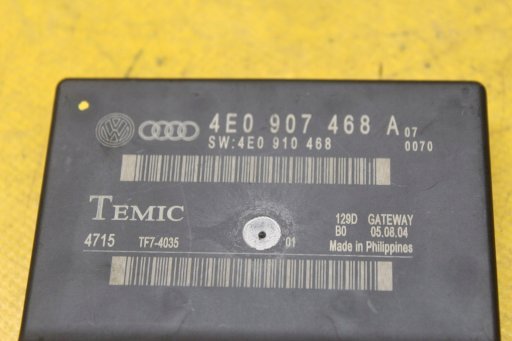 4E0 907 468 A 07
SW:4E0 910 468 0070
TEMIC
129D GATEWAY
4715 TF7-4035 01 B0 05.08.04
Made in Philippines